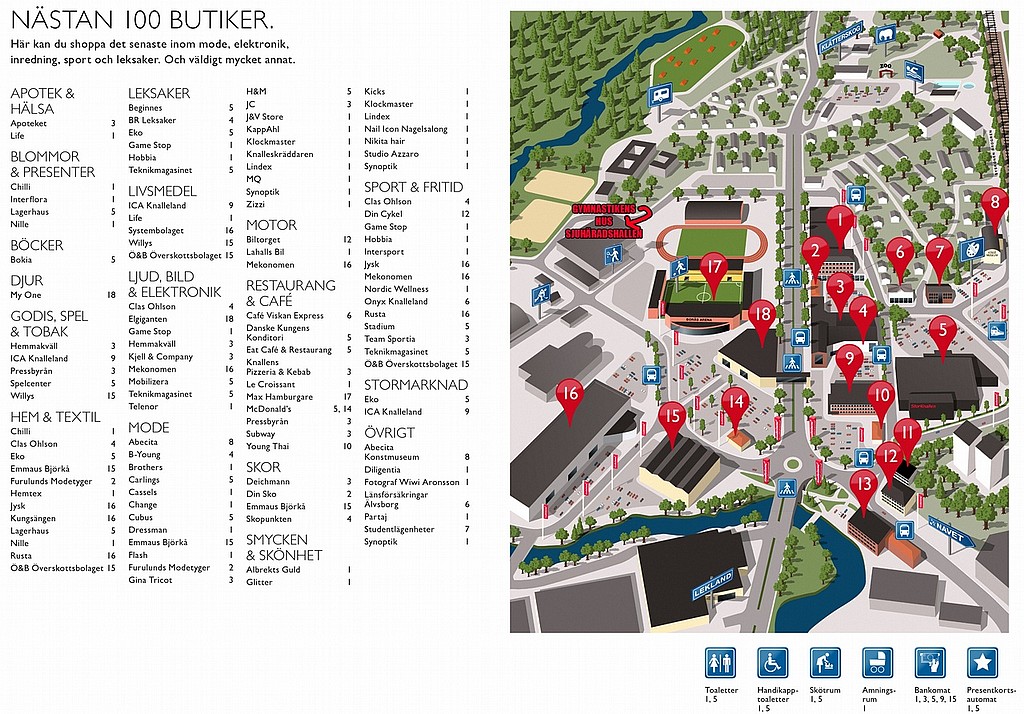 NÄSTAN 100 BUTIKER.
Här kan du shoppa det senaste inom mode, elektronik,
inredning, sport och leksaker. Och väldigt mycket annat.
APOTEK &
HÄLSA
Apoteket 3
Life 1
BLOMMOR
& PRESENTER
Chilli 1
Interflora 1
Lagerhaus 5
Nille 1
BÖCKER
Bokia 5
DJUR
My One 18
GODIS, SPEL
& TOBAK
Hemmakväll 3
ICA Knalleland 9
Pressbyrån 3
Spelcenter 5
Willys 15
HEM & TEXTIL
Chilli 1
Clas Ohlson 4
Eko 5
Emmaus Björkå 15
Furulunds Modetyger 2
Hemtex 1
Jysk 16
Kungsängen 16
Lagerhaus 5
Nille 1
Rusta 16
Ö&B Överskottsbolaget 15
LEKSAKER
Beginnes 5
BR Leksaker 4
Eko 5
Game Stop 1
Hobbia 1
Teknikmagasinet 5
LIVSMEDEL
ICA Knalleland 9
Life 1
Systembolaget 16
Willys 15
Ö&B Överskottsbolaget 15
LJUD, BILD
& ELEKTRONIK
Clas Ohlson 4
Elgiganten 18
Game Stop 1
Hemmakväll 3
Kjell & Company 3
Mekonomen 16
Mobilizera 5
Teknikmagasinet 5
Telenor 1
MODE
Abecita 8
B-Young 4
Brothers 1
Carlings 5
Cassels 1
Change 1
Cubus 5
Dressman 1
Emmaus Björkå 15
Flash 1
Furulunds Modetyger 2
Gina Tricot 3
H&M 5
JC 3
J&V Store 1
KappAhl 1
Klockmaster 1
Knalleskräddaren 1
Lindex 1
MQ 1
Synoptik 1
Zizzi 1
MOTOR
Biltorget 12
Lahalls Bil 1
Mekonomen 16
RESTAURANG
& CAFÉ
Café Viskan Express 6
Danske Kungens
Konditori 5
Eat Café & Restaurang 5
Knallens
Pizzeria & Kebab 3
Le Croissant 1
Max Hamburgare 17
McDonald's 5, 14
Pressbyrån 3
Subway 3
Young Thai 10
SKOR
Deichmann 3
Din Sko 2
Emmaus Björkå 15
Skopunkten 4
SMYCKEN
& SKÖNHET
Albrekts Guld 1
Glitter 1
Kicks 1
Klockmaster 1
Lindex 1
Nail Icon Nagelsalong 1
Nikita hair 1
Studio Azzaro 1
Synoptik 1
SPORT & FRITID
Clas Ohlson 4
Din Cykel 12
Game Stop 1
Hobbia 1
Intersport 1
Jysk 16
Mekonomen 16
Nordic Wellness 1
Onyx Knalleland 6
Rusta 16
Stadium 5
Team Sportia 3
Teknikmagasinet 5
Ö&B Överskottsbolaget 15
STORMARKNAD
Eko 5
ICA Knalleland 9
ÖVRIGT
Abecita
Konstmuseum 8
Diligentia 1
Fotograf Wiwi Aronsson 1
Länsförsäkringar
Älvsborg 6
Partaj 1
Studentlägenheter 7
Synoptik 1
KLÄTTERSKOG
ZOO
GYMNASTIKENS
HUS
SJUHÄRADSHALLEN
8
1
2
6
7
17
3
4
18
5
9
16
10
14
15
11
12
13
BORÅS ARENA
NAVET
LEKLAND
Toaletter
1, 5
Handikapp-
toaletter
1, 5
Skötrum
1, 5
Amnings-
rum
1
Bankomat
1, 3, 5, 9, 15
Presentkorts-
automat
1, 5